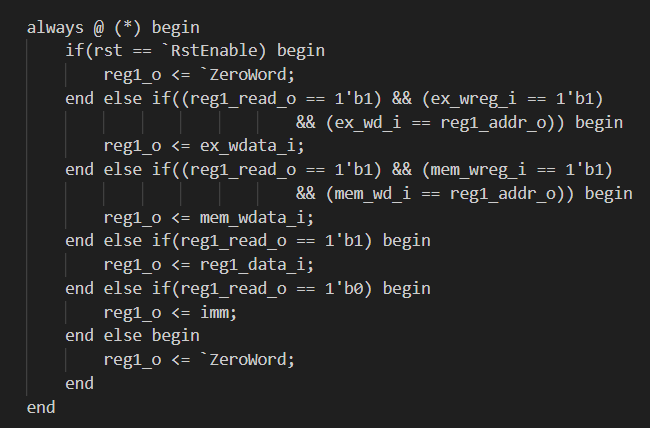 always @ (*) begin
if(rst == `RstEnable) begin
reg1_o <= `ZeroWord;
end else if((reg1_read_o == 1'b1) && (ex_wreg_i == 1'b1)
&& (ex_wd_i == reg1_addr_o)) begin
reg1_o <= ex_wdata_i;
end else if((reg1_read_o == 1'b1) && (mem_wreg_i == 1'b1)
&& (mem_wd_i == reg1_addr_o)) begin
reg1_o <= mem_wdata_i;
end else if(reg1_read_o == 1'b1) begin
reg1_o <= reg1_data_i;
end else if(reg1_read_o == 1'b0) begin
reg1_o <= imm;
end else begin
reg1_o <= `ZeroWord;
end
end